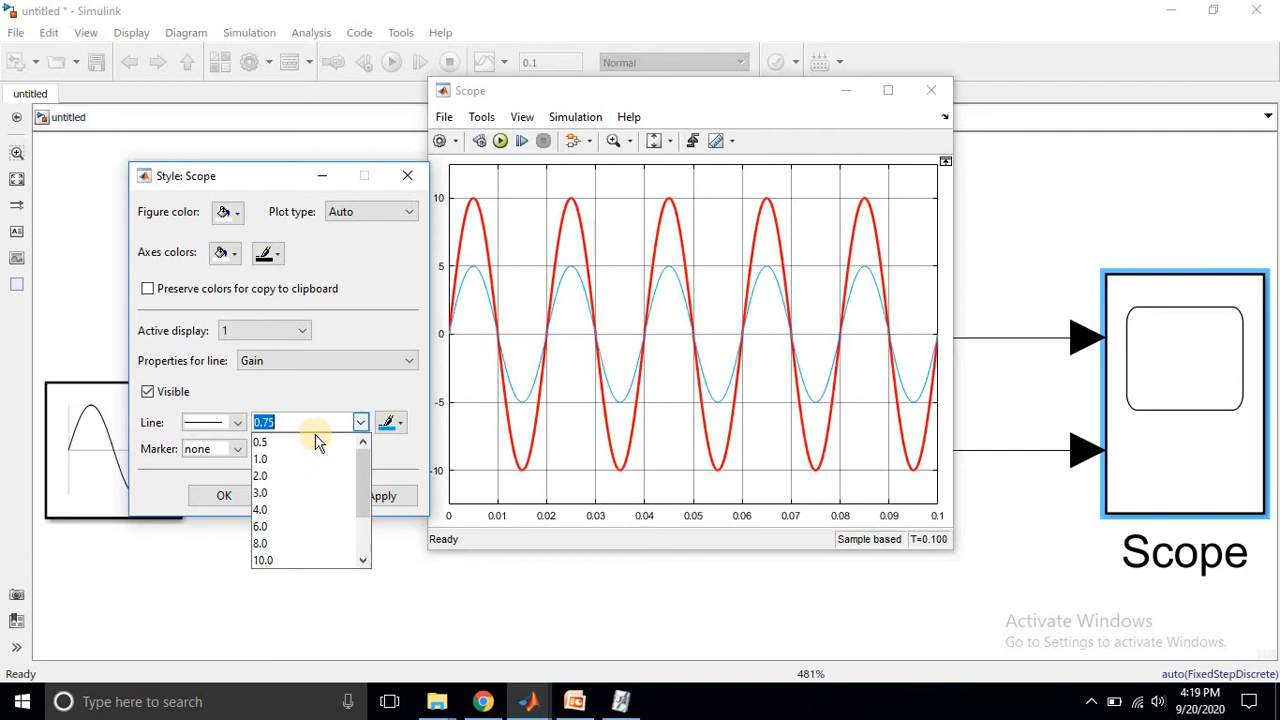 untitled * - Simulink
File Edit View Display Diagram Simulation Analysis Code Tools Help
0.1 Normal
untitled
untitled
Scope
File Tools View Simulation Help
Style: Scope
Figure color: Plot type: Auto
Axes colors:
Preserve colors for copy to clipboard
Active display: 1
Properties for line: Gain
Visible
Line: 0.75
Marker: none
0.5
1.0
2.0
3.0
4.0
6.0
8.0
10.0
OK Apply
10
5
0
-5
-10
0 0.01 0.02 0.03 0.04 0.05 0.06 0.07 0.08 0.09 0.1
Ready Sample based T=0.100
Scope
Activate Windows
Go to Settings to activate Windows.
Ready 481% auto(FixedStepDiscrete)
Type here to search
4:19 PM
9/20/2020